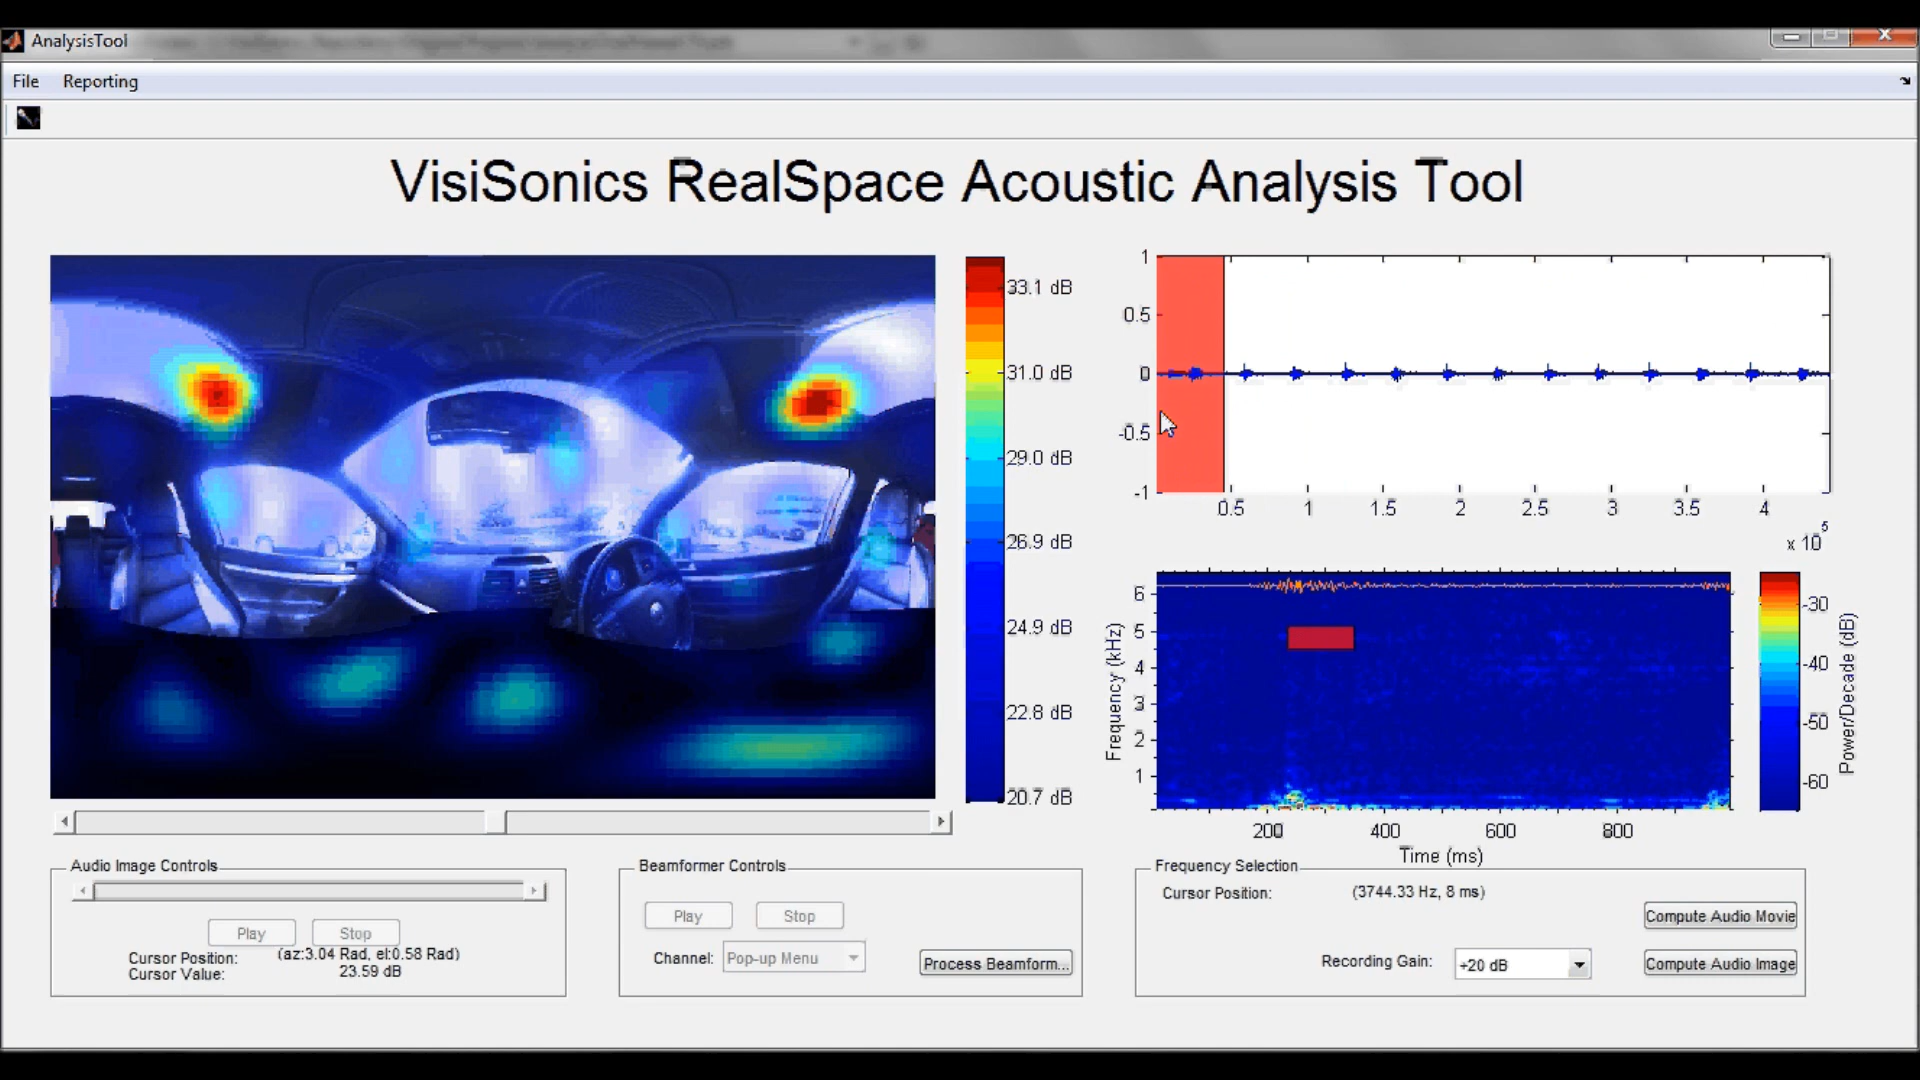 AnalysisTool
File Reporting
VisiSonics RealSpace Acoustic Analysis Tool
33.1 dB
31.0 dB
29.0 dB
26.9 dB
24.9 dB
22.8 dB
20.7 dB
1
0.5
0
-0.5
-1
0.5 1 1.5 2 2.5 3 3.5 4
x 10^5
Frequency (kHz)
6
5
4
3
2
1
200 400 600 800
Time (ms)
-30
-40
-50
-60
Power/Decade (dB)
Audio Image Controls
Play Stop
Cursor Position: (az:3.04 Rad, el:0.58 Rad)
Cursor Value: 23.59 dB
Beamformer Controls
Play Stop
Channel: Pop-up Menu Process Beamform...
Frequency Selection
Cursor Position: (3744.33 Hz, 8 ms)
Compute Audio Movie
Recording Gain: +20 dB Compute Audio Image